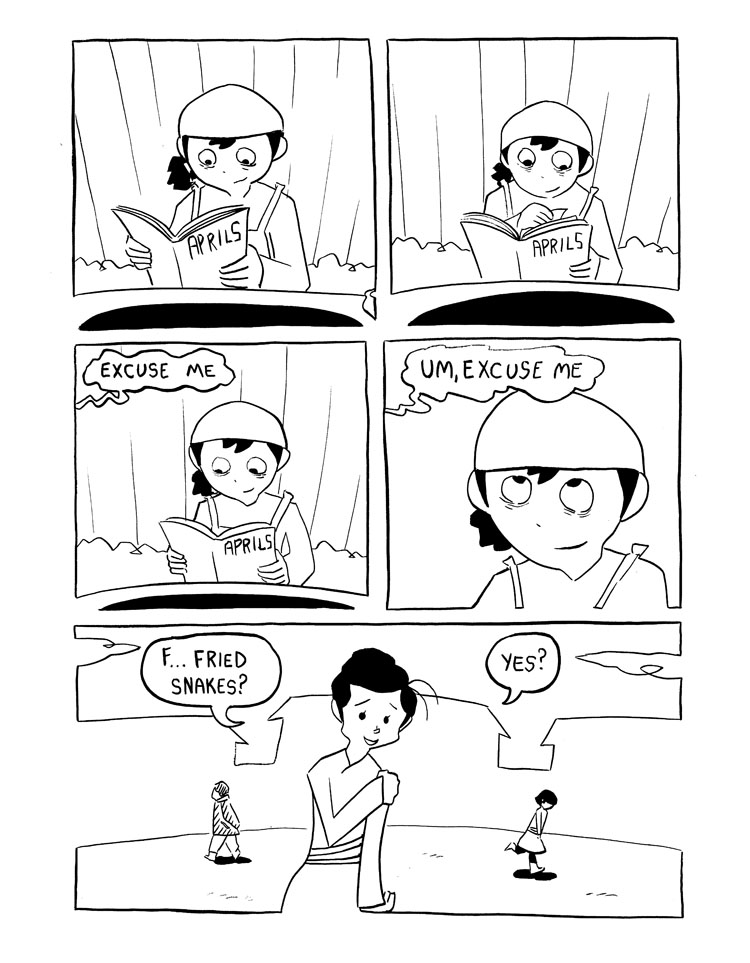 APRILS
APRILS
EXCUSE ME
APRILS
UM, EXCUSE ME
F... FRIED
SNAKES?
YES?